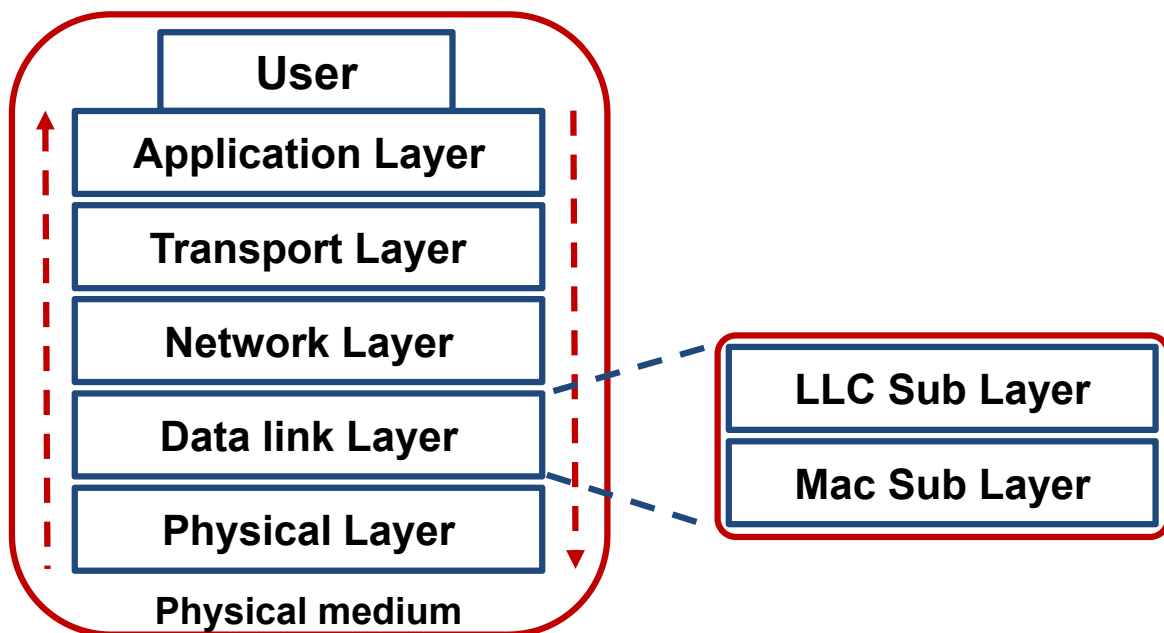 User
Application Layer
Transport Layer
Network Layer
Data link Layer
Physical Layer
Physical medium
LLC Sub Layer
Mac Sub Layer